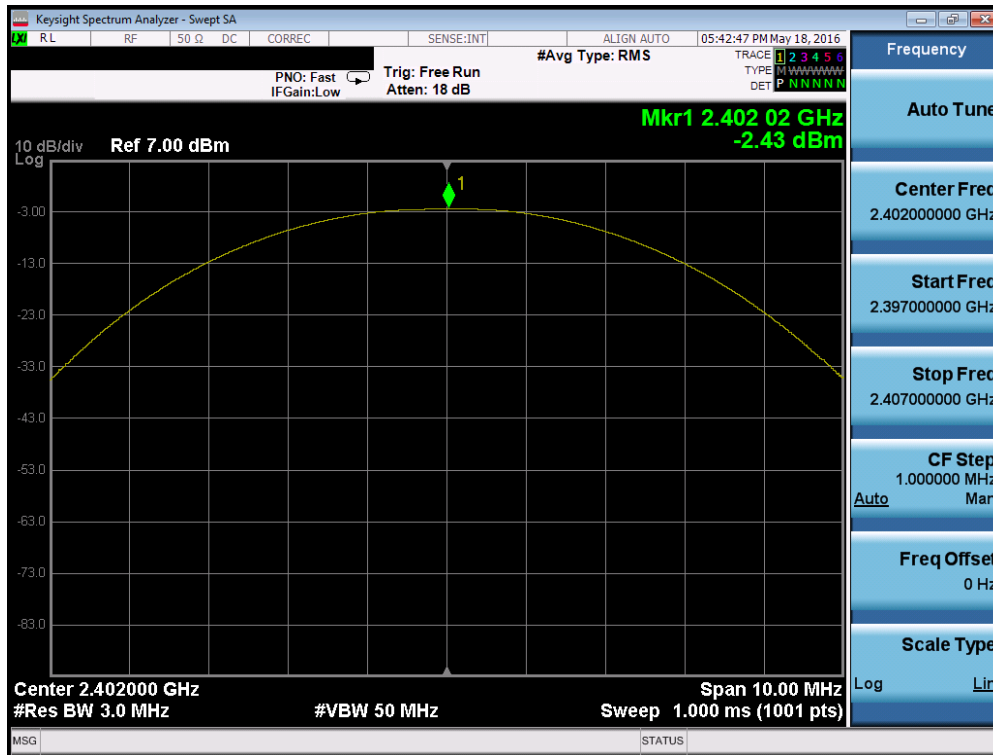 Keysight Spectrum Analyzer - Swept SA
LXI RL RF 50 Ω DC CORREC SENSE:INT ALIGN AUTO 05:42:47 PM May 18, 2016
Frequency
#Avg Type: RMS
TRACE 1 2 3 4 5 6
PNO: Fast Trig: Free Run
TYPE M WWWWW
IFGain:Low Atten: 18 dB
DET P N N N N N
Auto Tune
Mkr1 2.402 02 GHz
-2.43 dBm
10 dB/div Ref 7.00 dBm
Log
1
-3.00
-13.0
-23.0
-33.0
-43.0
-53.0
-63.0
-73.0
-83.0
Center Freq
2.402000000 GHz
Start Freq
2.397000000 GHz
Stop Freq
2.407000000 GHz
CF Step
1.000000 MHz
Auto Man
Freq Offset
0 Hz
Scale Type
Log Lin
Center 2.402000 GHz Span 10.00 MHz
#Res BW 3.0 MHz #VBW 50 MHz Sweep 1.000 ms (1001 pts)
MSG STATUS